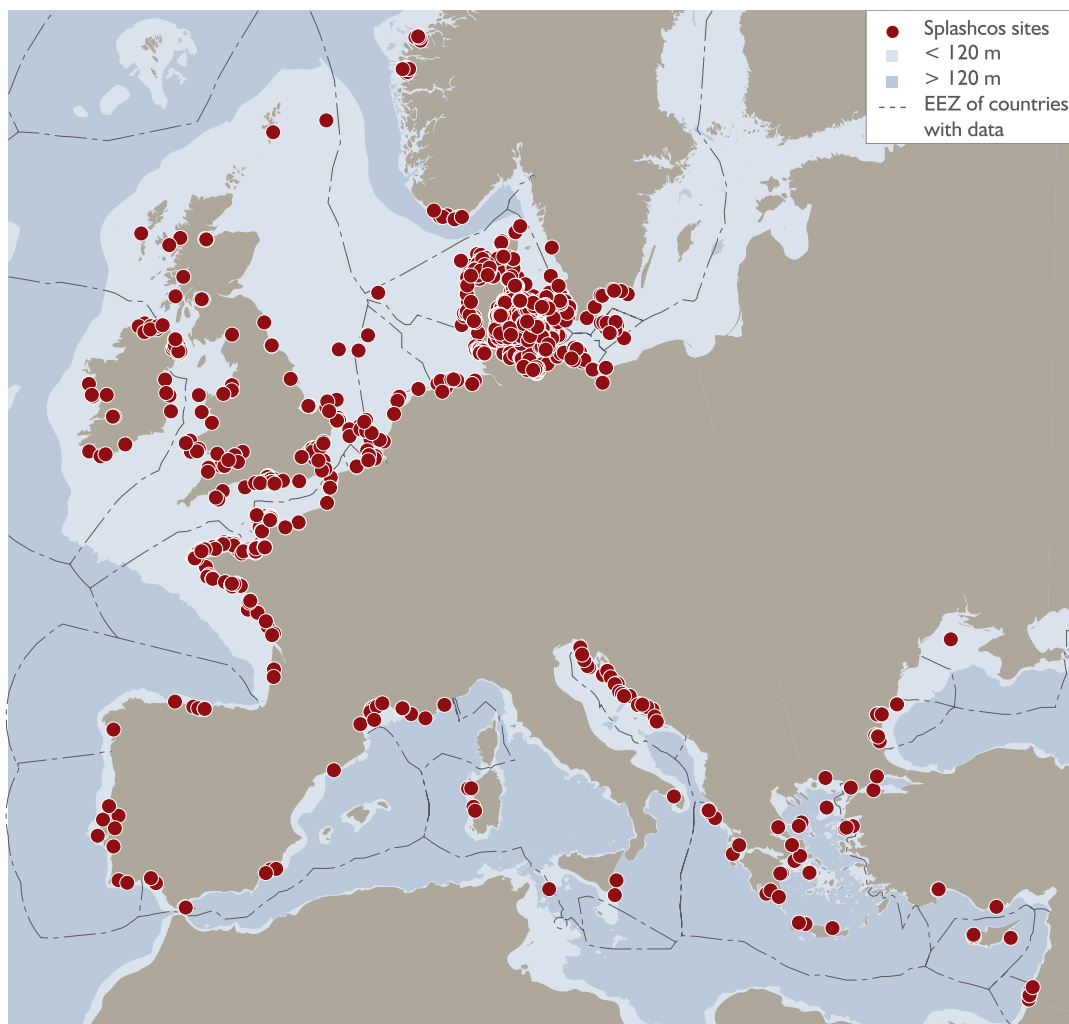 Splashcos sites
< 120 m
> 120 m
EEZ of countries
with data